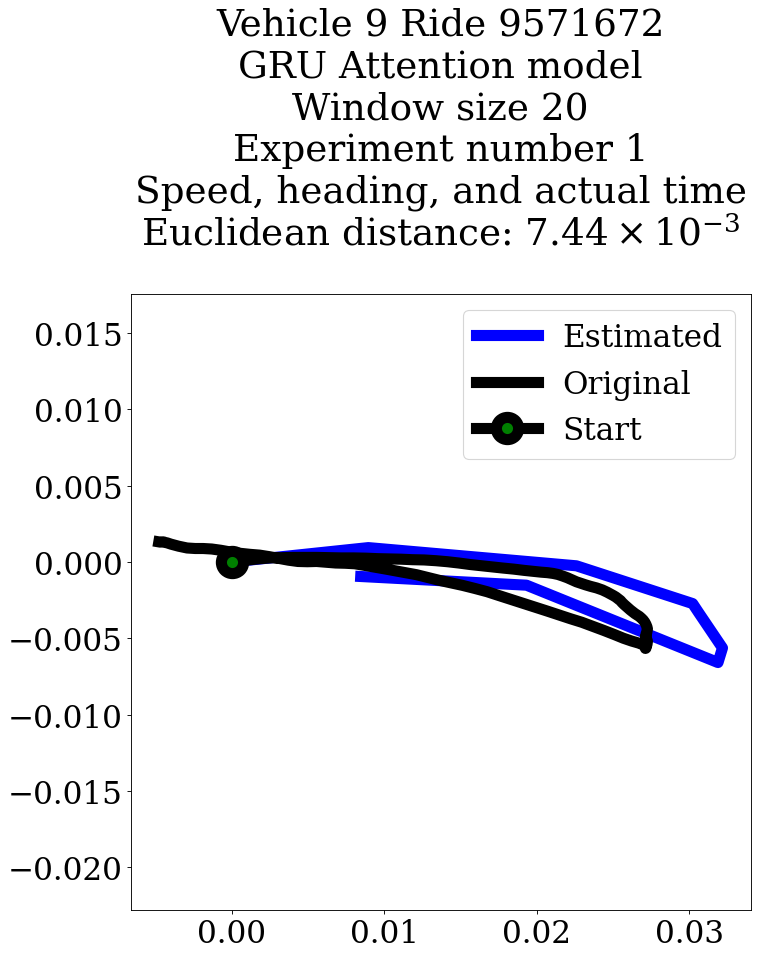 Vehicle 9 Ride 9571672
GRU Attention model
Window size 20
Experiment number 1
Speed, heading, and actual time
Euclidean distance: 7.44 × 10⁻³
Estimated
Original
Start
0.015
0.010
0.005
0.000
−0.005
−0.010
−0.015
−0.020
0.00 0.01 0.02 0.03